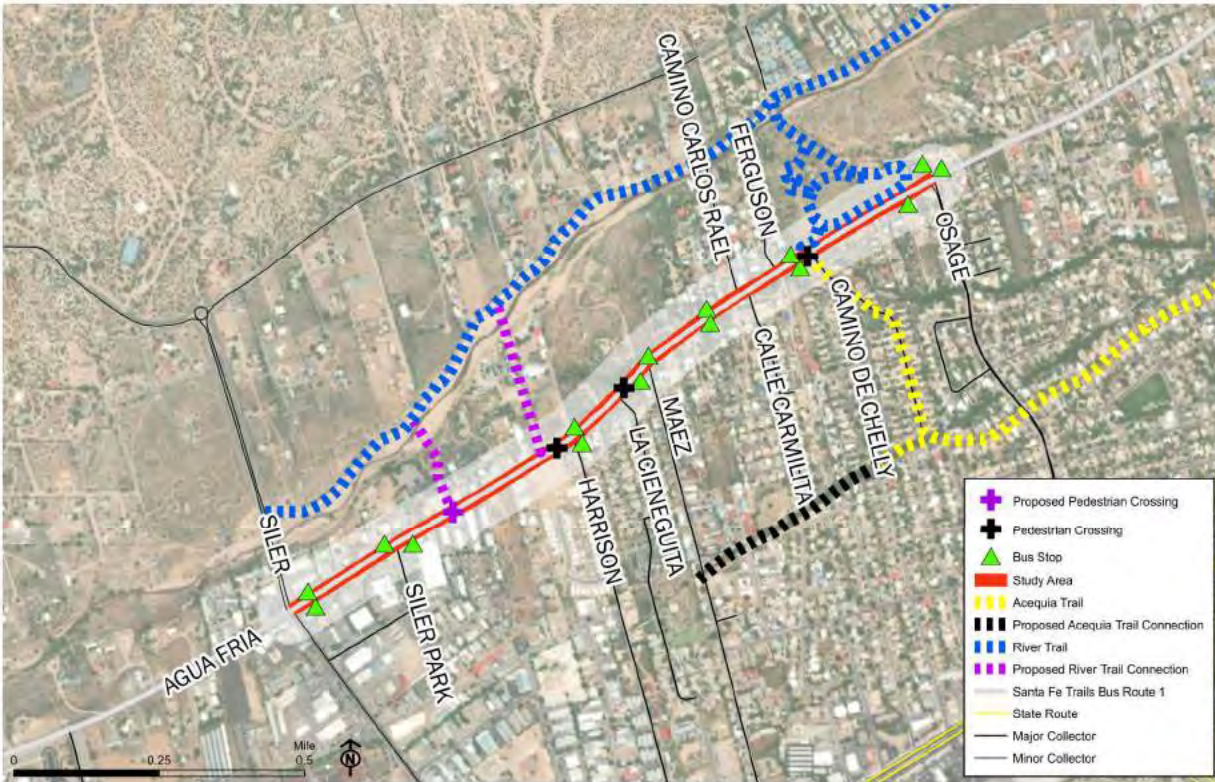 CAMINO CARLOS RAEL
FERGUSON
OSAGE
CAMINO DE CHELLY
CALLE CARMILITA
MAEZ
LA CIENEGUITA
HARRISON
SILER
SILER PARK
AGUA FRIA
Mile
0
0.25
0.5
N
Proposed Pedestrian Crossing
Pedestrian Crossing
Bus Stop
Study Area
Acequia Trail
Proposed Acequia Trail Connection
River Trail
Proposed River Trail Connection
Santa Fe Trails Bus Route 1
State Route
Major Collector
Minor Collector